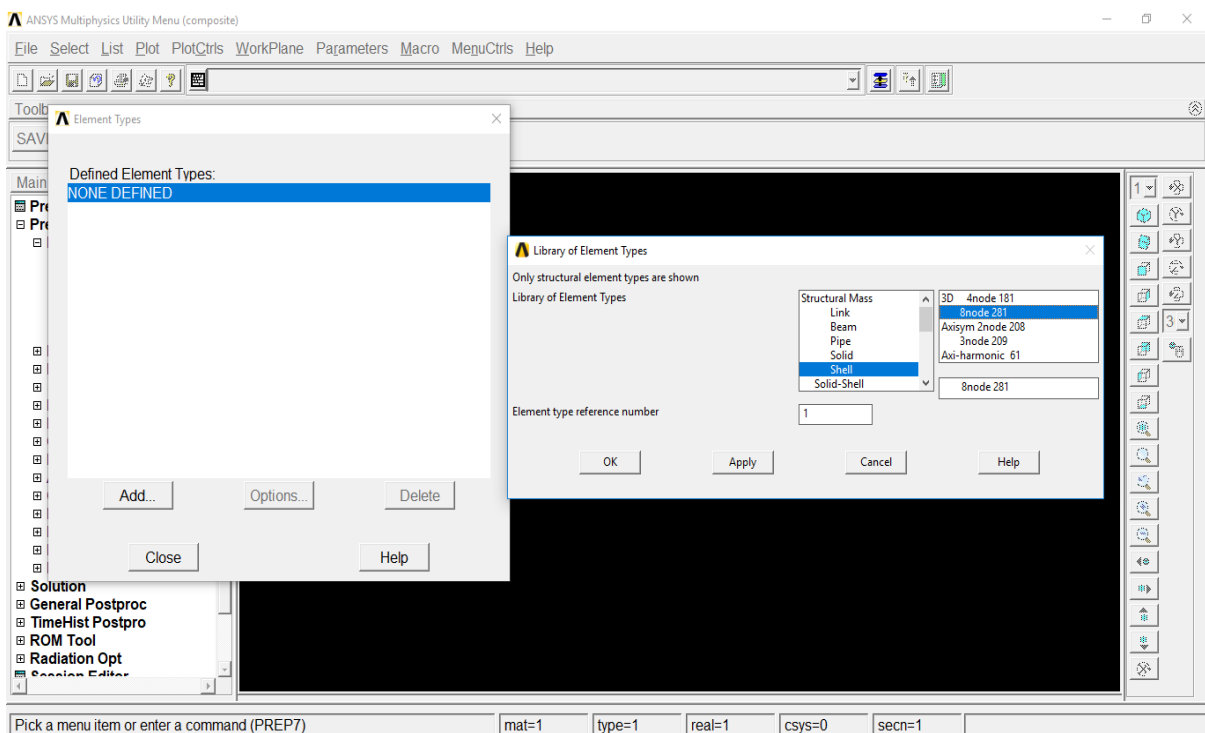 ANSYS Multiphysics Utility Menu (composite)
File Select List Plot PlotCtrls WorkPlane Parameters Macro MenuCtrls Help
Toolb
SAV
Element Types
Defined Element Types:
NONE DEFINED
Add... Options... Delete
Close Help
Main
Pre
Pre
Solution
General Postproc
TimeHist Postpro
ROM Tool
Radiation Opt
Session Editor
Library of Element Types
Only structural element types are shown
Library of Element Types
Structural Mass
Link
Beam
Pipe
Solid
Shell
Solid-Shell
3D 4node 181
8node 281
Axisym 2node 208
3node 209
Axi-harmonic 61
8node 281
Element type reference number 1
OK Apply Cancel Help
1
3
Pick a menu item or enter a command (PREP7) mat=1 type=1 real=1 csys=0 secn=1